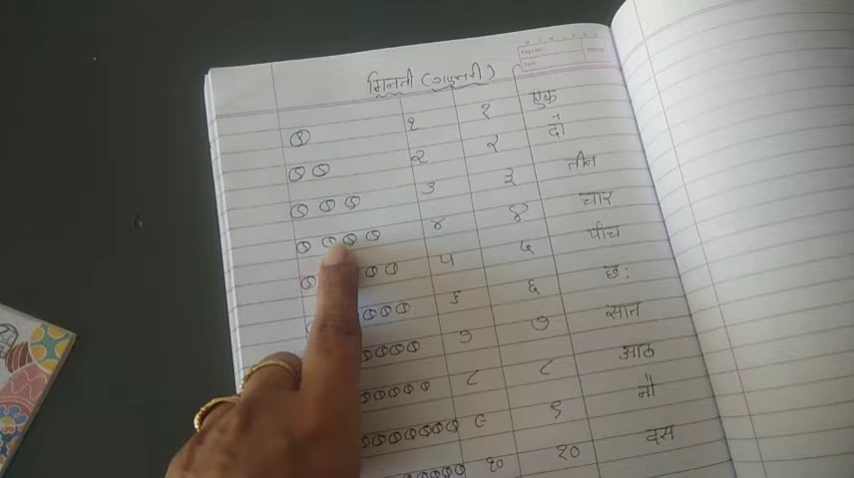 गिनती
१ १ एक
२ २ दो
३ ३ तीन
४ ४ चार
५ ५ पाँच
६ ६ छ:
७ ७ सात
८ ८ आठ
९ ९ नौ
१० १० दस